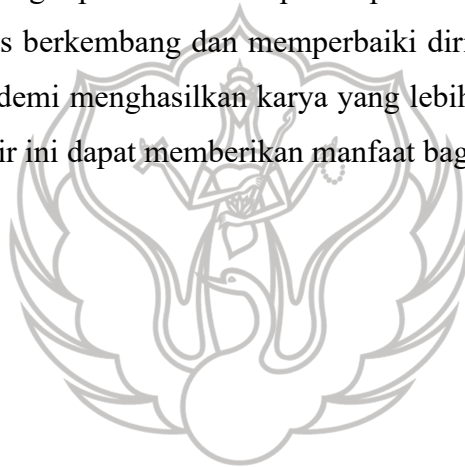 s berkembang dan memperbaiki diri
demi menghasilkan karya yang lebih
ir ini dapat memberikan manfaat bag